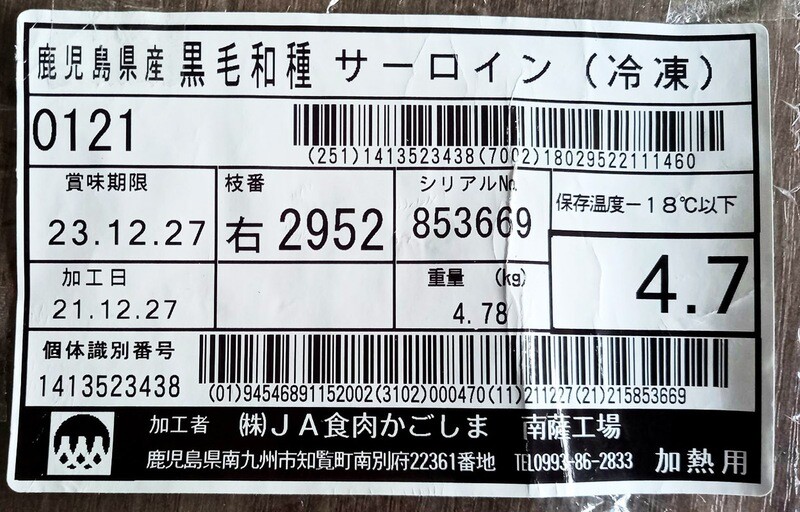 鹿児島県産 黒毛和種 サーロイン (冷凍)
0121
(251)1413523438(7002)18029522111460
賞味期限
23.12.27
枝番
右 2952
シリアル№
853669
保存温度－18℃以下
加工日
21.12.27
重量 (kg)
4.78
4.7
個体識別番号
1413523438
(01)94546891152002(3102)000470(11)211227(21)215853669
加工者 ㈱JA食肉かごしま 南薩工場
鹿児島県南九州市知覧町南別府22361番地 TEL0993-86-2833 加熱用